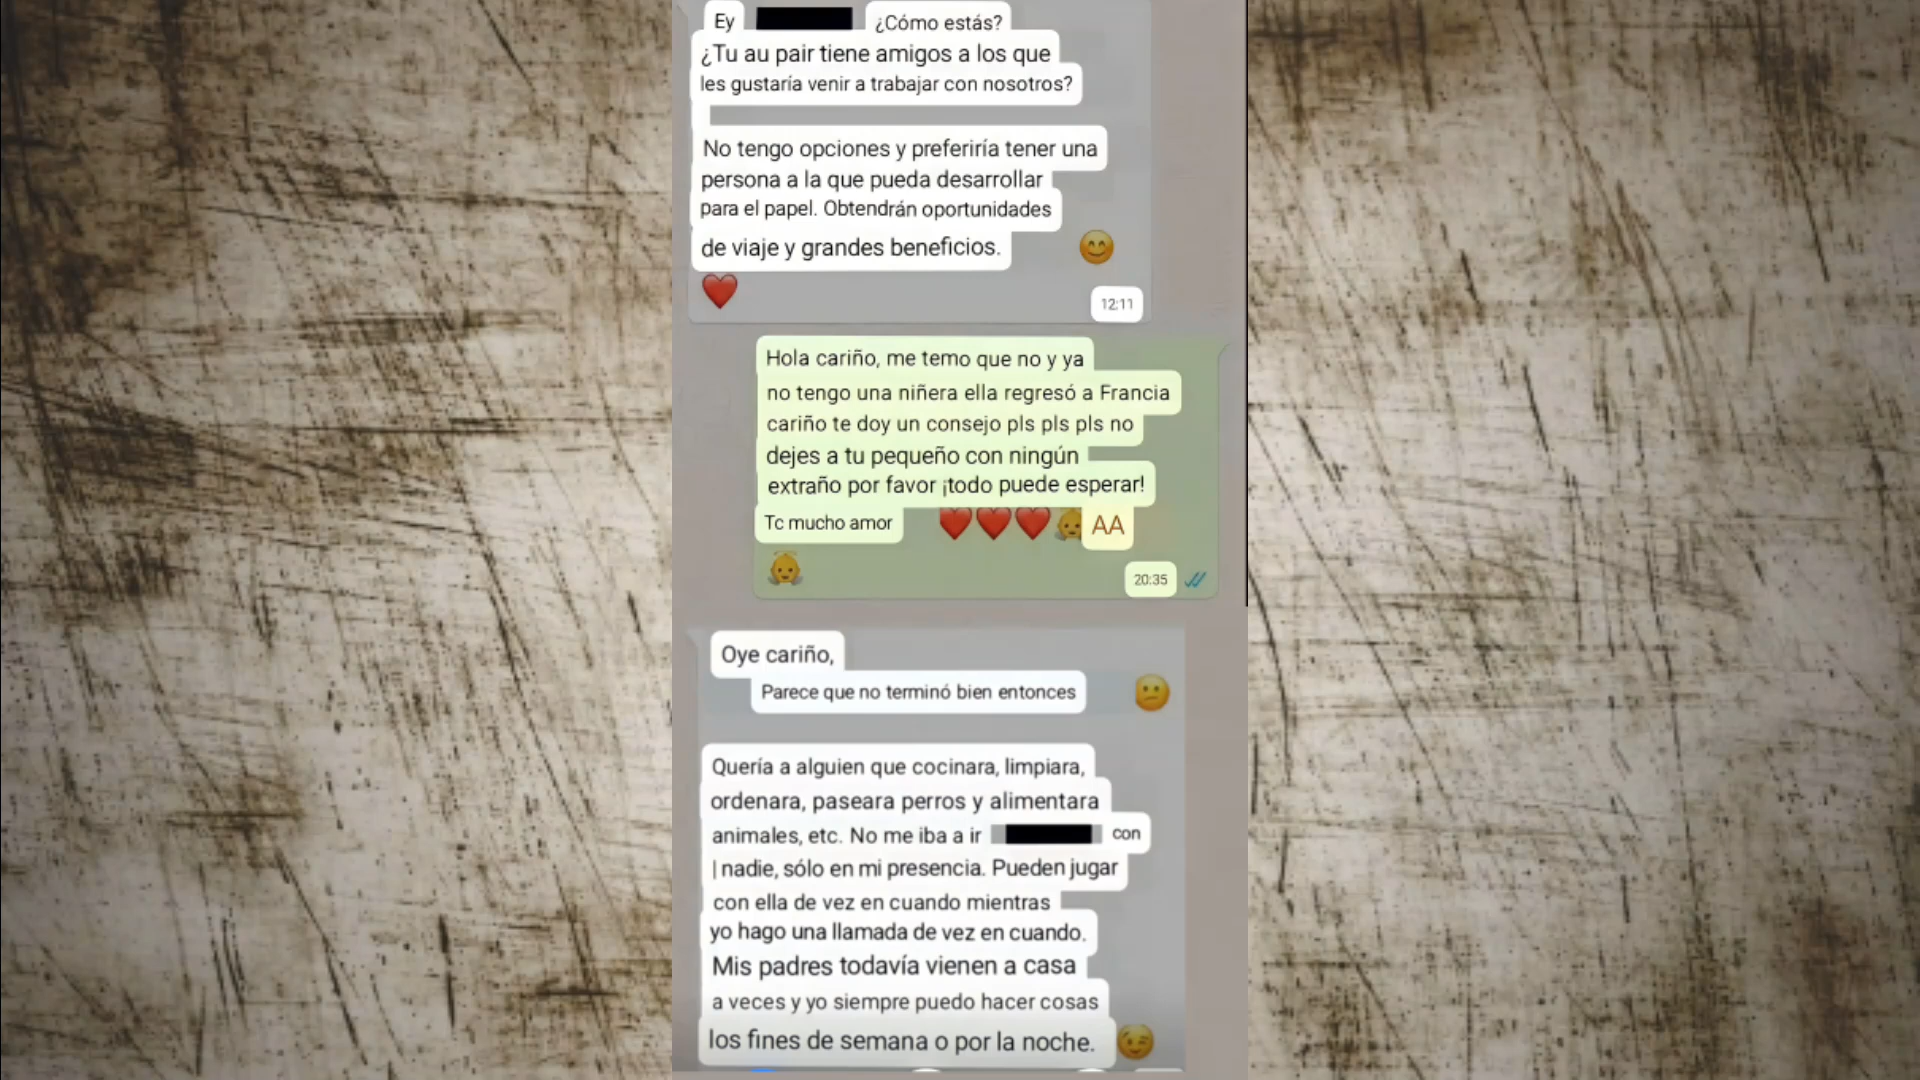 Ey ¿Cómo estás?
¿Tu au pair tiene amigos a los que
les gustaría venir a trabajar con nosotros?
No tengo opciones y preferiría tener una
persona a la que pueda desarrollar
para el papel. Obtendrán oportunidades
de viaje y grandes beneficios.
12:11
Hola cariño, me temo que no y ya
no tengo una niñera ella regresó a Francia
cariño te doy un consejo pls pls pls no
dejes a tu pequeño con ningún
extraño por favor ¡todo puede esperar!
Tc mucho amor AA
20:35
Oye cariño,
Parece que no terminó bien entonces
Quería a alguien que cocinara, limpiara,
ordenara, paseara perros y alimentara
animales, etc. No me iba a ir con
| nadie, sólo en mi presencia. Pueden jugar
con ella de vez en cuando mientras
yo hago una llamada de vez en cuando.
Mis padres todavía vienen a casa
a veces y yo siempre puedo hacer cosas
los fines de semana o por la noche.